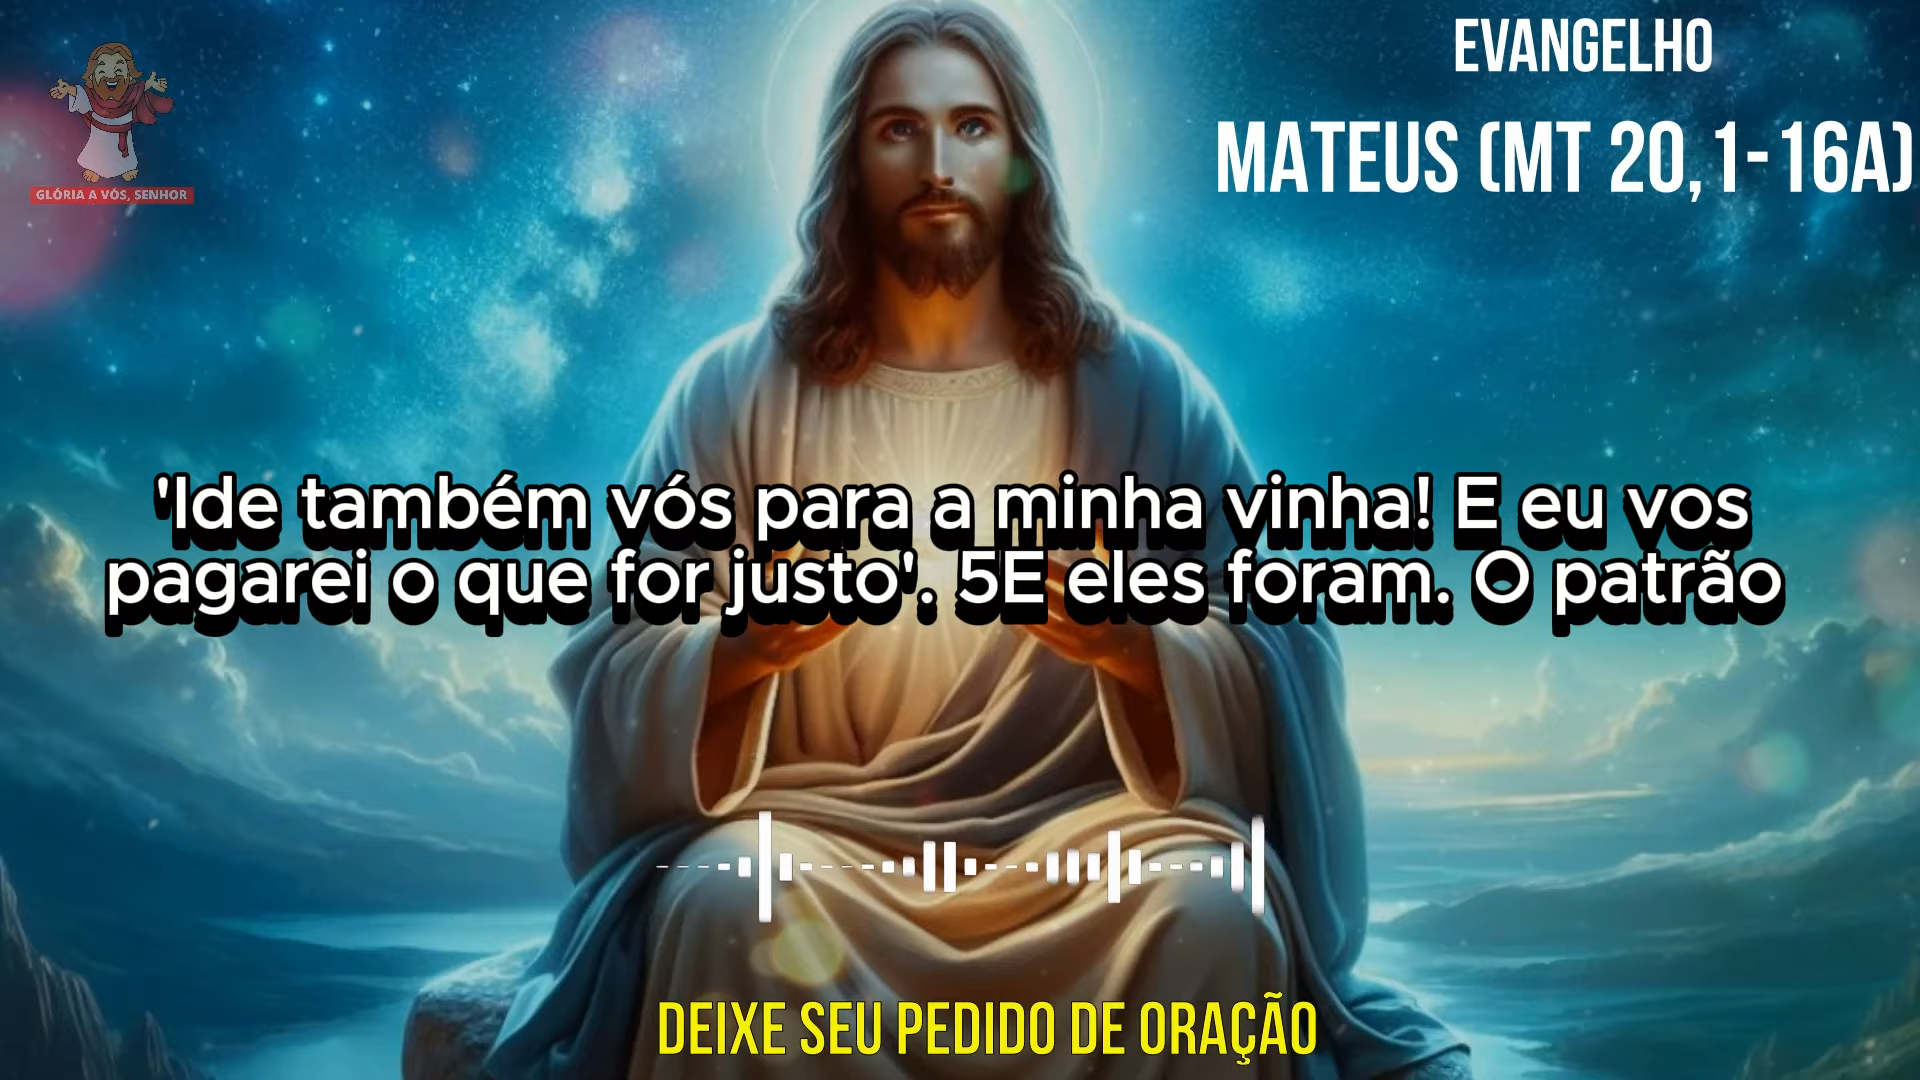 EVANGELHO
MATEUS (MT 20,1-16A)
GLÓRIA A VÓS, SENHOR
'Ide também vós para a minha vinha! E eu vos
pagarei o que for justo'. 5E eles foram. O patrão
DEIXE SEU PEDIDO DE ORAÇÃO